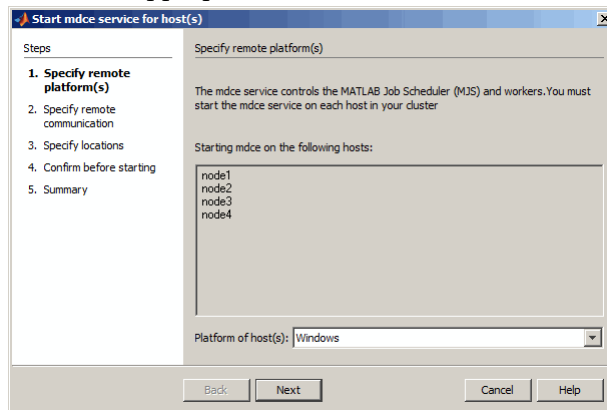 Start mdce service for host(s)
Steps
1. Specify remote
platform(s)
2. Specify remote
communication
3. Specify locations
4. Confirm before starting
5. Summary
Specify remote platform(s)
The mdce service controls the MATLAB Job Scheduler (MJS) and workers.You must
start the mdce service on each host in your cluster
Starting mdce on the following hosts:
node1
node2
node3
node4
Platform of host(s): Windows
Back Next Cancel Help